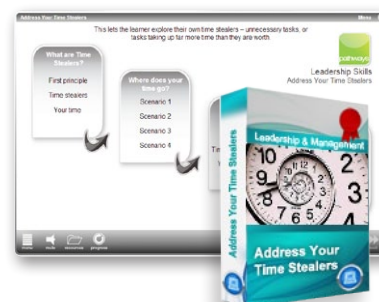 Address Your Time Stealers
Menu
This lets the learner explore their own time stealers – unnecessary tasks, or
tasks taking up far more time than they are worth
What are Time
Stealers?
First principle
Time stealers
Your time
Where does your
time go?
Scenario 1
Scenario 2
Scenario 3
Scenario 4
pathways
Leadership Skills
Address Your Time Stealers
Address Your Time Stealers
Leadership & Management
Address Your
Time Stealers